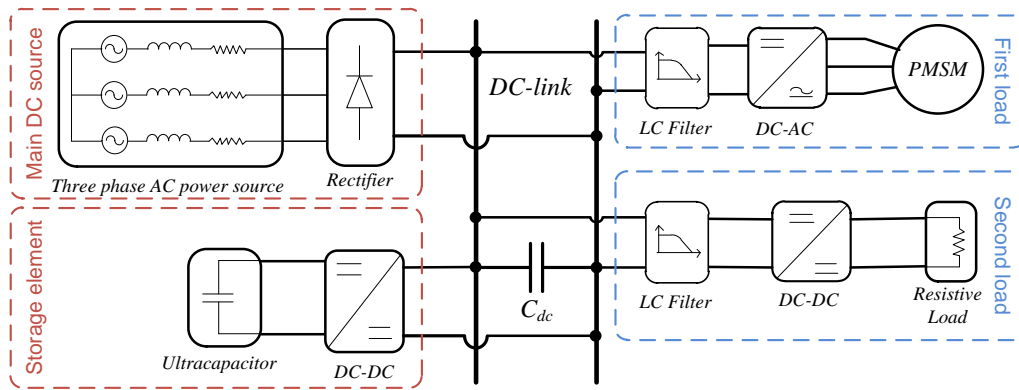 Main DC source
Three phase AC power source
Rectifier
DC-link
LC Filter
DC-AC
PMSM
First load
Storage element
Ultracapacitor
DC-DC
C_dc
LC Filter
DC-DC
Resistive
Load
Second load